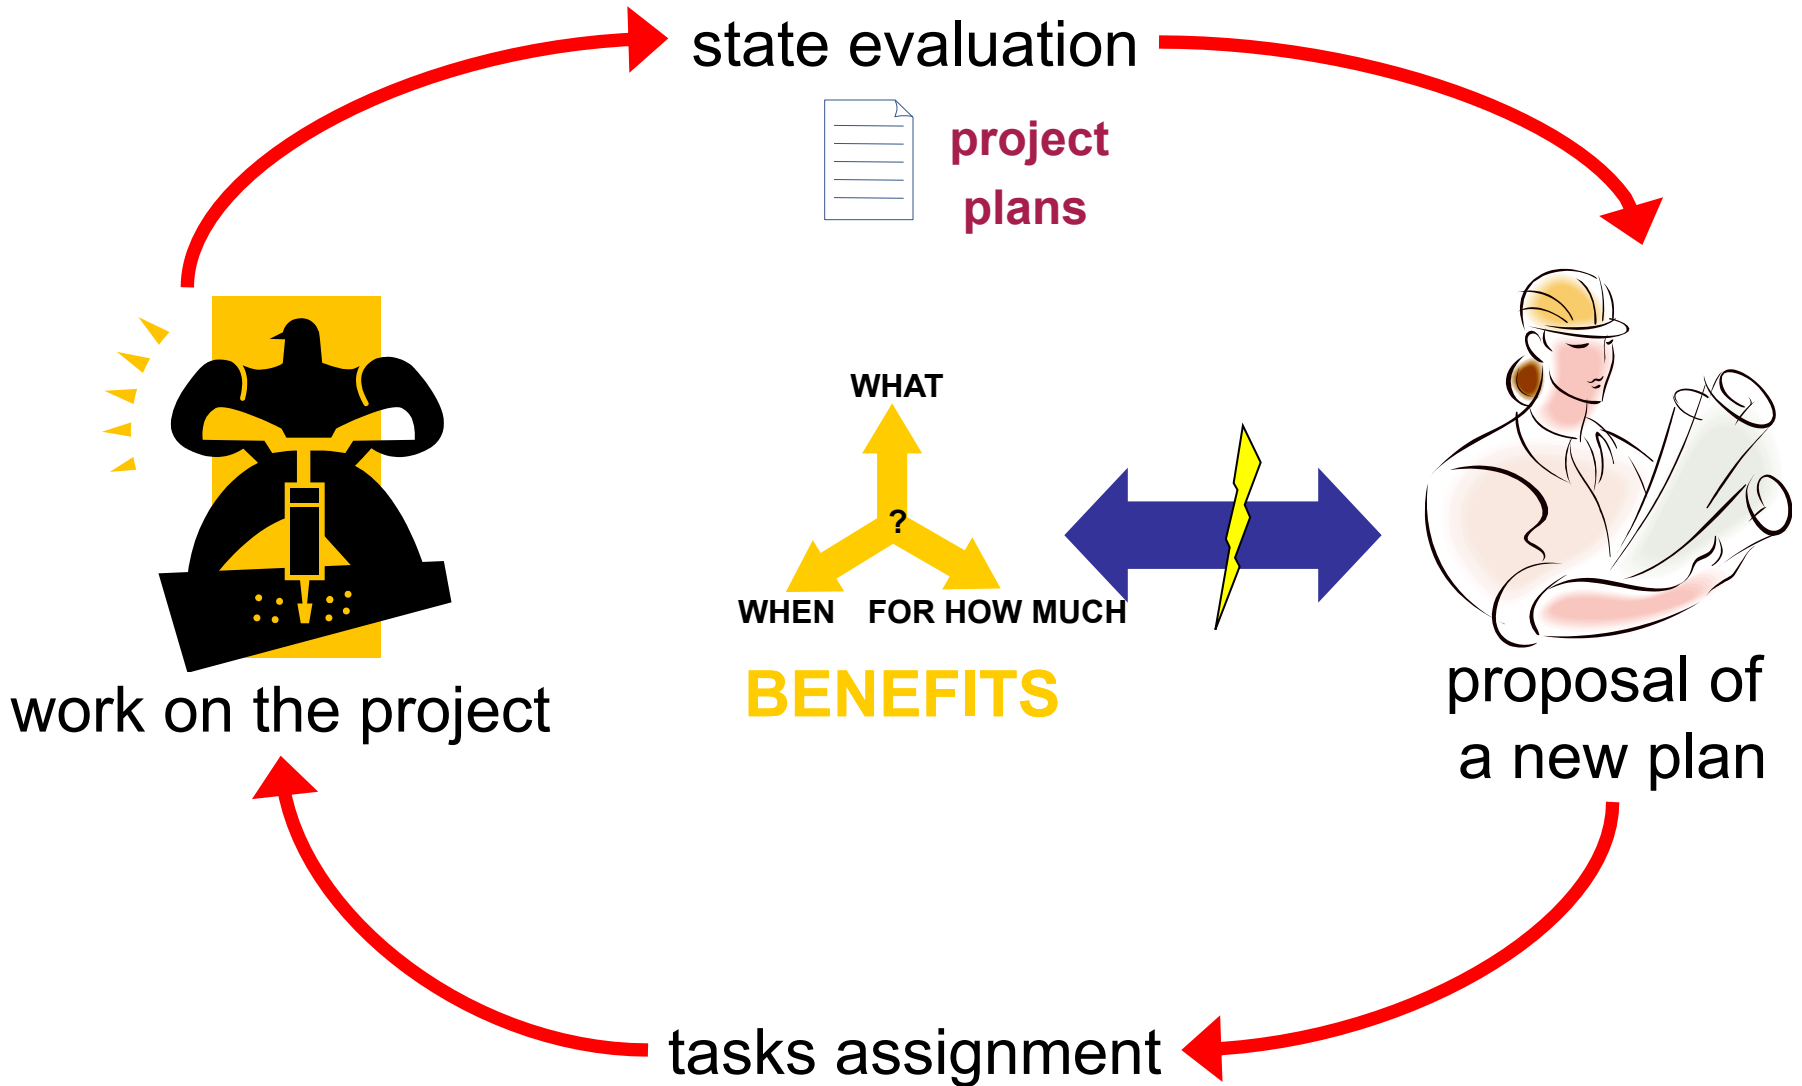 state evaluation
project
plans
WHAT
?
WHEN FOR HOW MUCH
BENEFITS
work on the project
proposal of
a new plan
tasks assignment